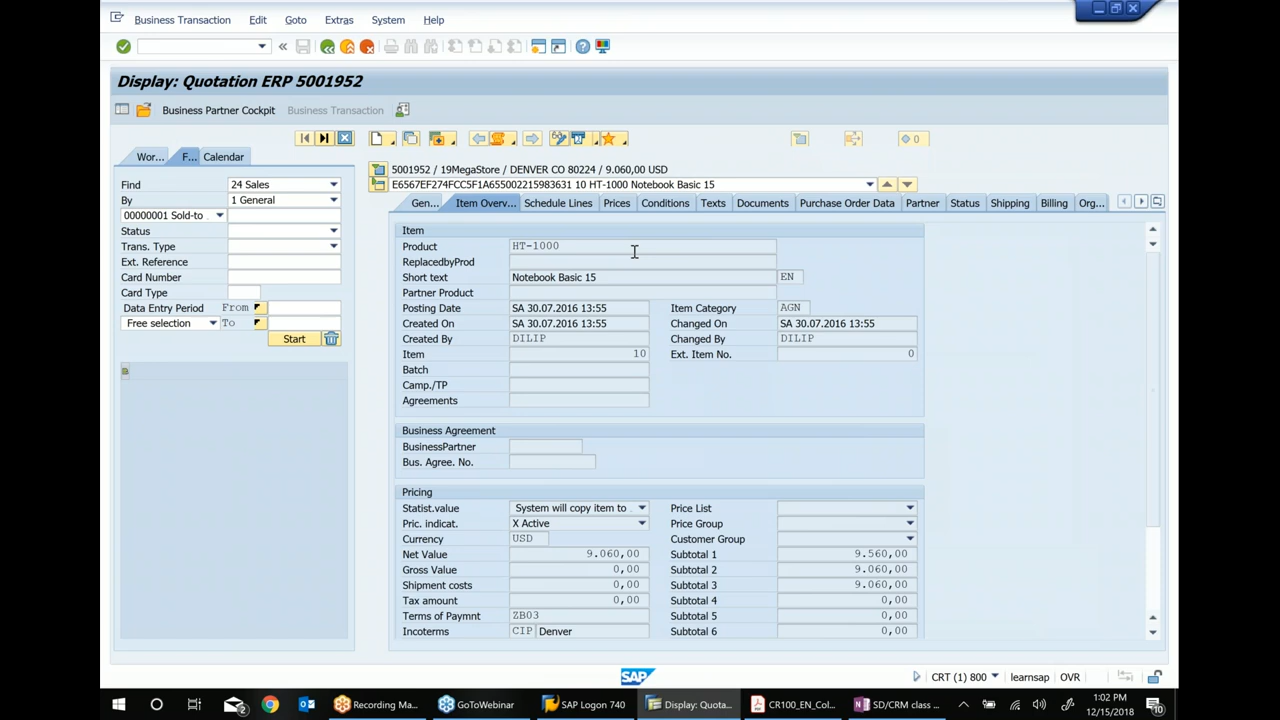 Business Transaction Edit Goto Extras System Help
Display: Quotation ERP 5001952
Business Partner Cockpit Business Transaction
0
Wor... F... Calendar
5001952 / 19MegaStore / DENVER CO 80224 / 9.060,00 USD
E6567EF274FCC5F1A655002215983631 10 HT-1000 Notebook Basic 15
Find 24 Sales
By 1 General
00000001 Sold-to
Status
Trans. Type
Ext. Reference
Card Number
Card Type
Data Entry Period From
Free selection To
Start
Gen... Item Overv... Schedule Lines Prices Conditions Texts Documents Purchase Order Data Partner Status Shipping Billing Org...
Item
Product HT-1000
ReplacedbyProd
Short text Notebook Basic 15 EN
Partner Product
Posting Date SA 30.07.2016 13:55 Item Category AGN
Created On SA 30.07.2016 13:55 Changed On SA 30.07.2016 13:55
Created By DILIP Changed By DILIP
Item 10 Ext. Item No. 0
Batch
Camp./TP
Agreements
Business Agreement
BusinessPartner
Bus. Agree. No.
Pricing
Statist.value System will copy item to . Price List
Pric. indicat. X Active Price Group
Currency USD Customer Group
Net Value 9.060,00 Subtotal 1 9.560,00
Gross Value 0,00 Subtotal 2 9.060,00
Shipment costs 0,00 Subtotal 3 9.060,00
Tax amount 0,00 Subtotal 4 0,00
Terms of Paymnt ZB03 Subtotal 5 0,00
Incoterms CIP Denver Subtotal 6 0,00
SAP CRT (1) 800 learnsap OVR
Recording Ma... GoToWebinar SAP Logon 740 Display: Quota... CR100_EN_Col... SD/CRM class ... 1:02 PM
12/15/2018 10